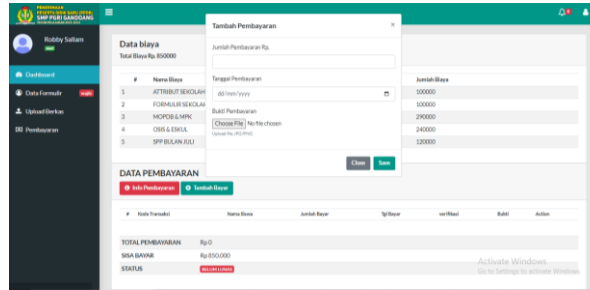 PENERIMAAN
PESERTA DIDIK BARU (PPDB)
SMP PGRI GANDOANG
Robby Sallam
Dashboard
Data Formulir
Upload Berkas
Pembayaran
Data biaya
Total Biaya Rp. 850000
# Nama Biaya Jumlah Biaya
1 ATTRIBUT SEKOLAH 100000
2 FORMULIR SEKOLAH 100000
3 MOPDB & MPK 290000
4 OSIS & ESKUL 240000
5 SPP BULAN JULI 120000
Tambah Pembayaran ×
Jumlah Pembayaran Rp.
Tanggal Pembayaran
dd/mm/yyyy
Bukti Pembayaran
Choose File No file chosen
Close Save
DATA PEMBAYARAN
Info Pembayaran Tambah Bayar
# Kode Transaksi Nama Siswa Jumlah Bayar Tgl Bayar verifikasi Bukti Action
TOTAL PEMBAYARAN Rp 0
SISA BAYAR Rp 850.000
STATUS BELUM LUNAS
Activate Windows
Go to Settings to activate Windows